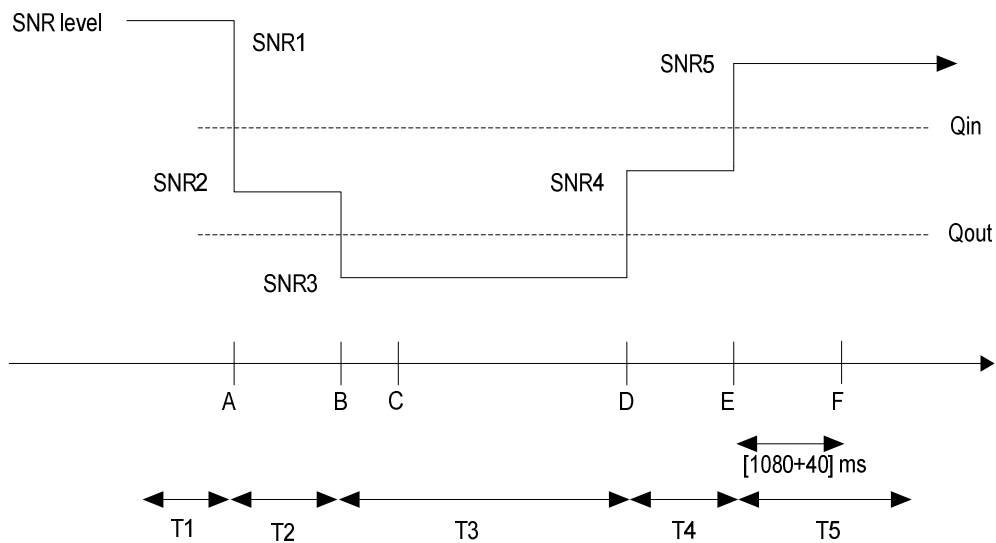 SNR level
SNR1
SNR5
Qin
SNR2
SNR4
Qout
SNR3
A
B
C
D
E
F
[1080+40] ms
T1
T2
T3
T4
T5